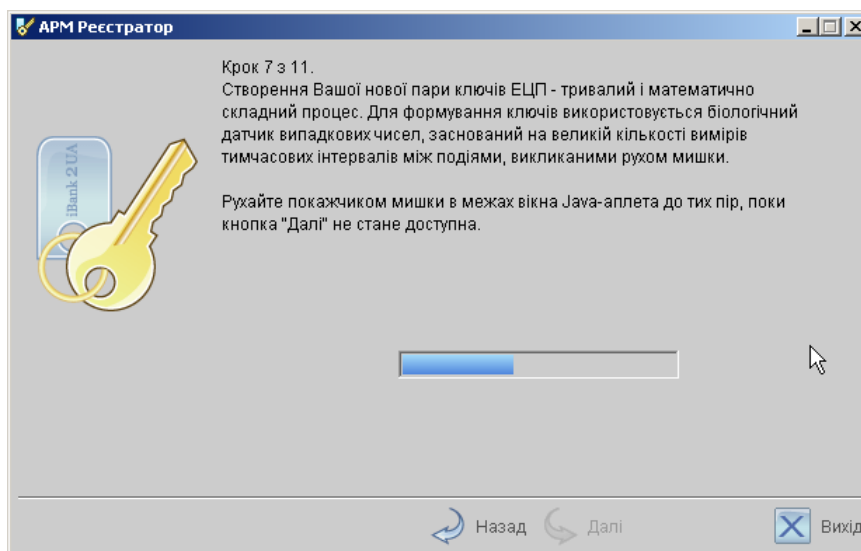 АРМ Реєстратор
Крок 7 з 11.
Створення Вашої нової пари ключів ЕЦП - тривалий і математично
складний процес. Для формування ключів використовується біологічний
датчик випадкових чисел, заснований на великій кількості вимірів
тимчасових інтервалів між подіями, викликаними рухом мишки.
Рухайте покажчиком мишки в межах вікна Java-аплета до тих пір, поки
кнопка "Далі" не стане доступна.
iBank 2 UA
Назад
Далі
Вихід